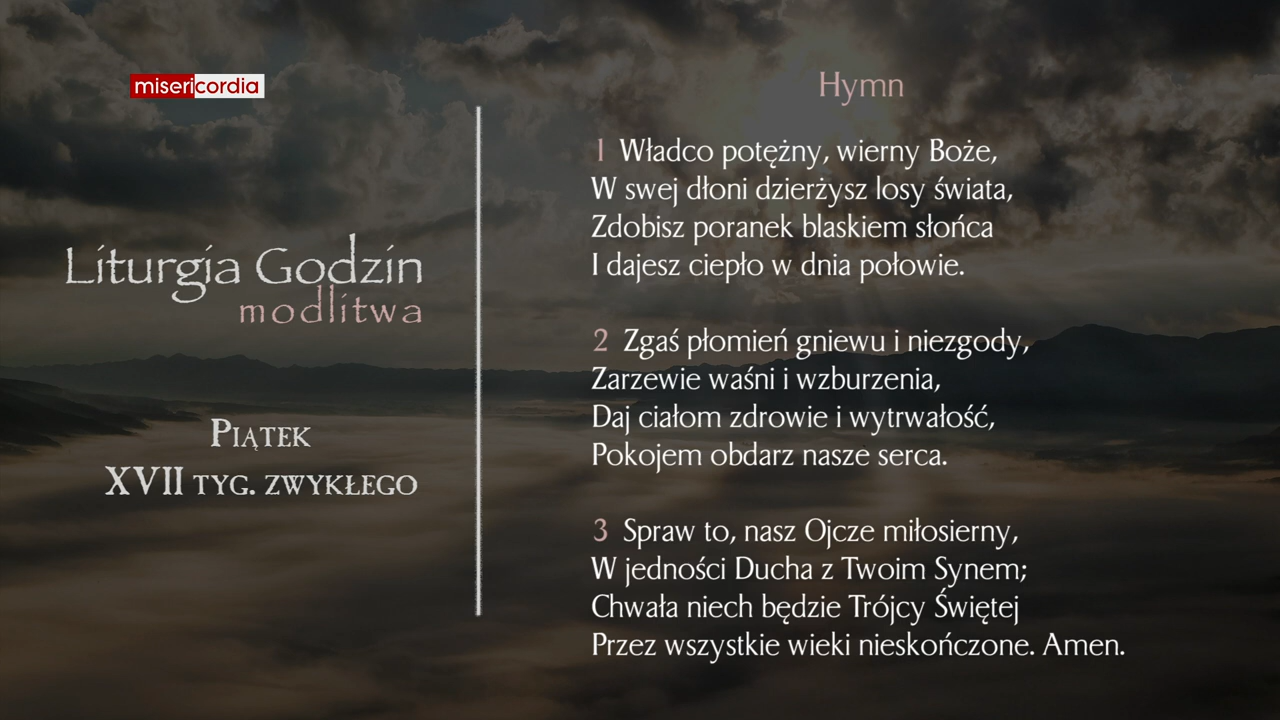 misericordia
Liturgia Godzin
modlitwa
Piątek
XVII tyg. zwykłego
Hymn
1 Władco potężny, wierny Boże,
W swej dłoni dzierżysz losy świata,
Zdobisz poranek blaskiem słońca
I dajesz ciepło w dnia połowie.
2 Zgaś płomień gniewu i niezgody,
Zarzewie waśni i wzburzenia,
Daj ciałom zdrowie i wytrwałość,
Pokojem obdarz nasze serca.
3 Spraw to, nasz Ojcze miłosierny,
W jedności Ducha z Twoim Synem;
Chwała niech będzie Trójcy Świętej
Przez wszystkie wieki nieskończone. Amen.